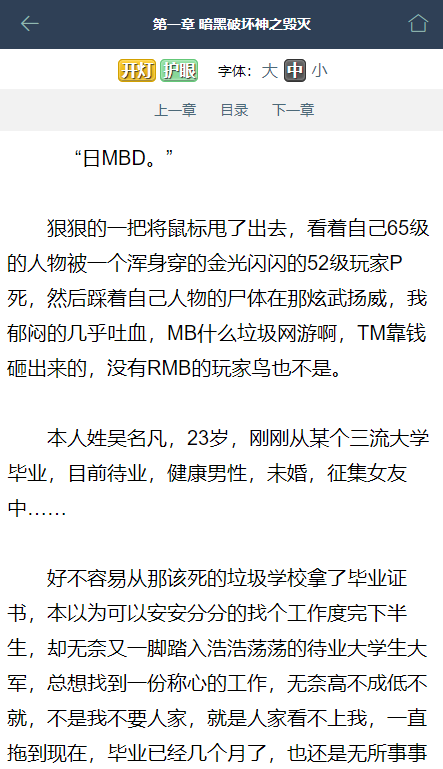 第一章 暗黑破坏神之毁灭
开灯 护眼 字体：大 中 小
上一章 目录 下一章
“日MBD。”
狠狠的一把将鼠标甩了出去，看着自己65级
的人物被一个浑身穿的金光闪闪的52级玩家P
死，然后踩着自己人物的尸体在那炫武扬威，我
郁闷的几乎吐血，MB什么垃圾网游啊，TM靠钱
砸出来的，没有RMB的玩家鸟也不是。
本人姓吴名凡，23岁，刚刚从某个三流大学
毕业，目前待业，健康男性，未婚，征集女友
中……
好不容易从那该死的垃圾学校拿了毕业证
书，本以为可以安安分分的找个工作度完下半
生，却无奈又一脚踏入浩浩荡荡的待业大学生大
军，总想找到一份称心的工作，无奈高不成低不
就，不是我不要人家，就是人家看不上我，一直
拖到现在，毕业已经几个月了，也还是无所事事